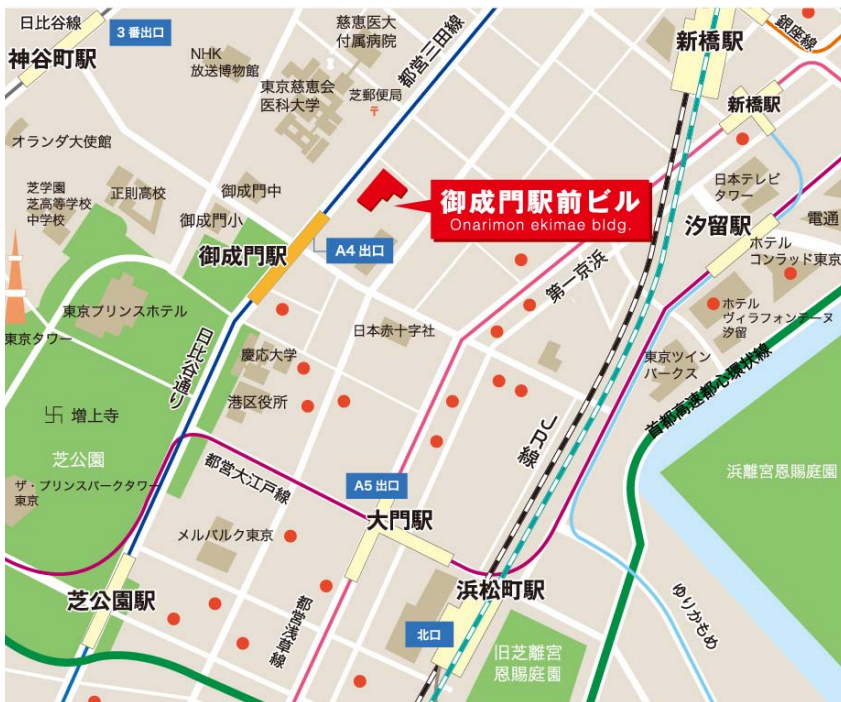 日比谷線
3番出口
神谷町駅
NHK
放送博物館
慈恵医大
付属病院
都営三田線
東京慈恵会
医科大学
芝郵便局
〒
新橋駅
銀座線
新橋駅
オランダ大使館
芝学園
芝高等学校
中学校
正則高校
御成門中
御成門小
御成門駅
A4出口
御成門駅前ビル
Onarimon ekimae bldg.
日本テレビ
タワー
汐留駅
電通
ホテル
コンラッド東京
第一京浜
ホテル
ヴィラフォンテーヌ
汐留
東京タワー
東京プリンスホテル
日比谷通り
日本赤十字社
慶応大学
港区役所
東京ツイン
パークス
首都高速都心環状線
JR線
卍 増上寺
芝公園
ザ・プリンスパークタワー
東京
都営大江戸線
A5出口
大門駅
浜離宮恩賜庭園
メルパルク東京
芝公園駅
都営浅草線
浜松町駅
北口
旧芝離宮
恩賜庭園
ゆりかもめ